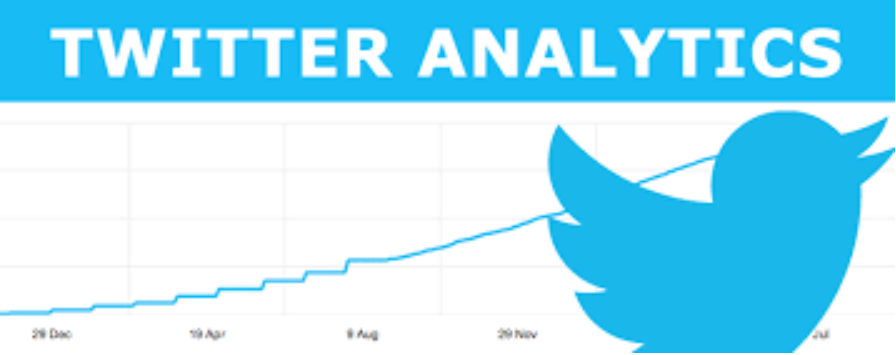 TWITTER ANALYTICS
29 Dec 19 Apr 9 Aug 29 Nov Jul